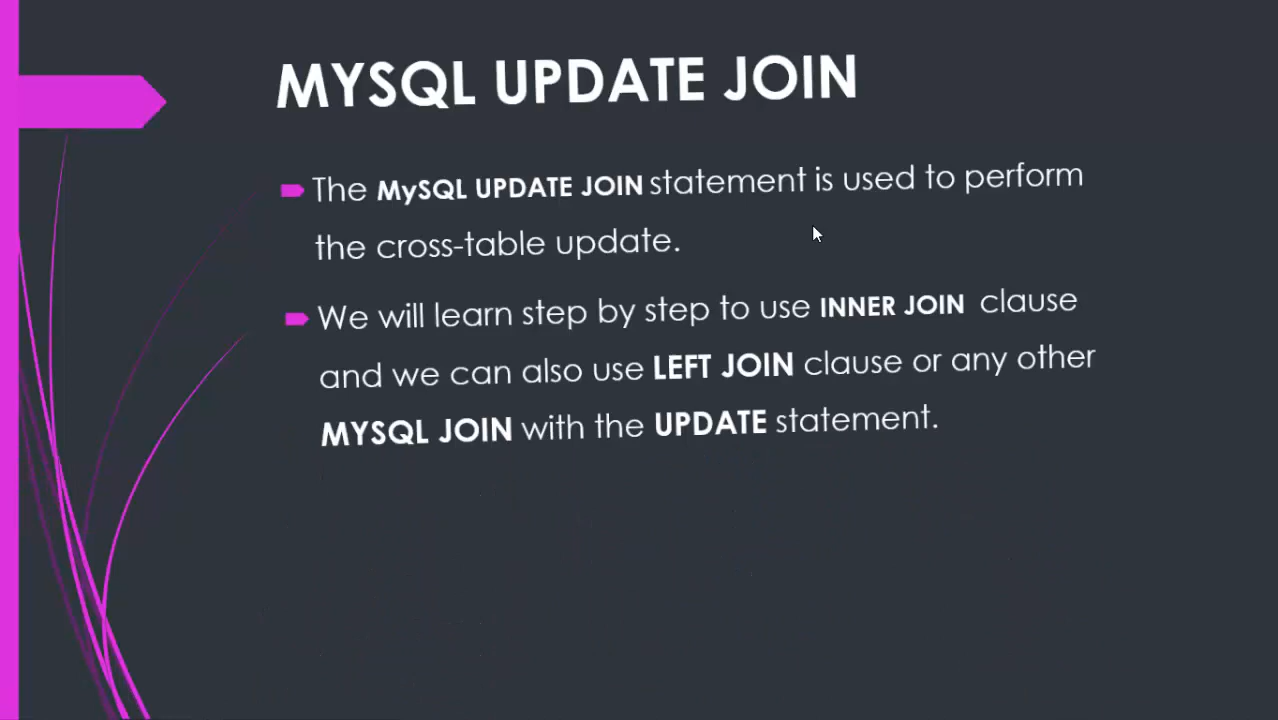 MYSQL UPDATE JOIN
The MySQL UPDATE JOIN statement is used to perform
the cross-table update.
We will learn step by step to use INNER JOIN clause
and we can also use LEFT JOIN clause or any other
MYSQL JOIN with the UPDATE statement.